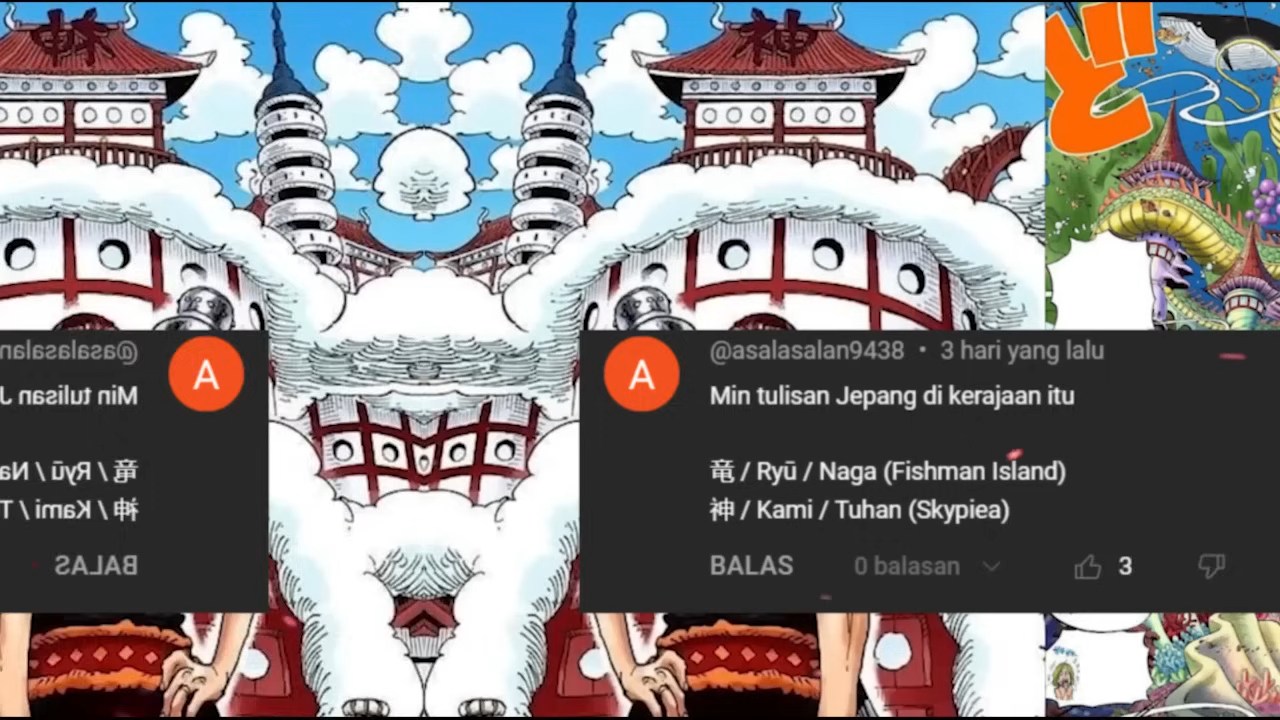 神
ど
@asalasalan9438 • 3 hari yang lalu
Min tulisan Jepang di kerajaan itu
竜 / Ryū / Naga (Fishman Island)
神 / Kami / Tuhan (Skypiea)
BALAS 0 balasan 3
A
A